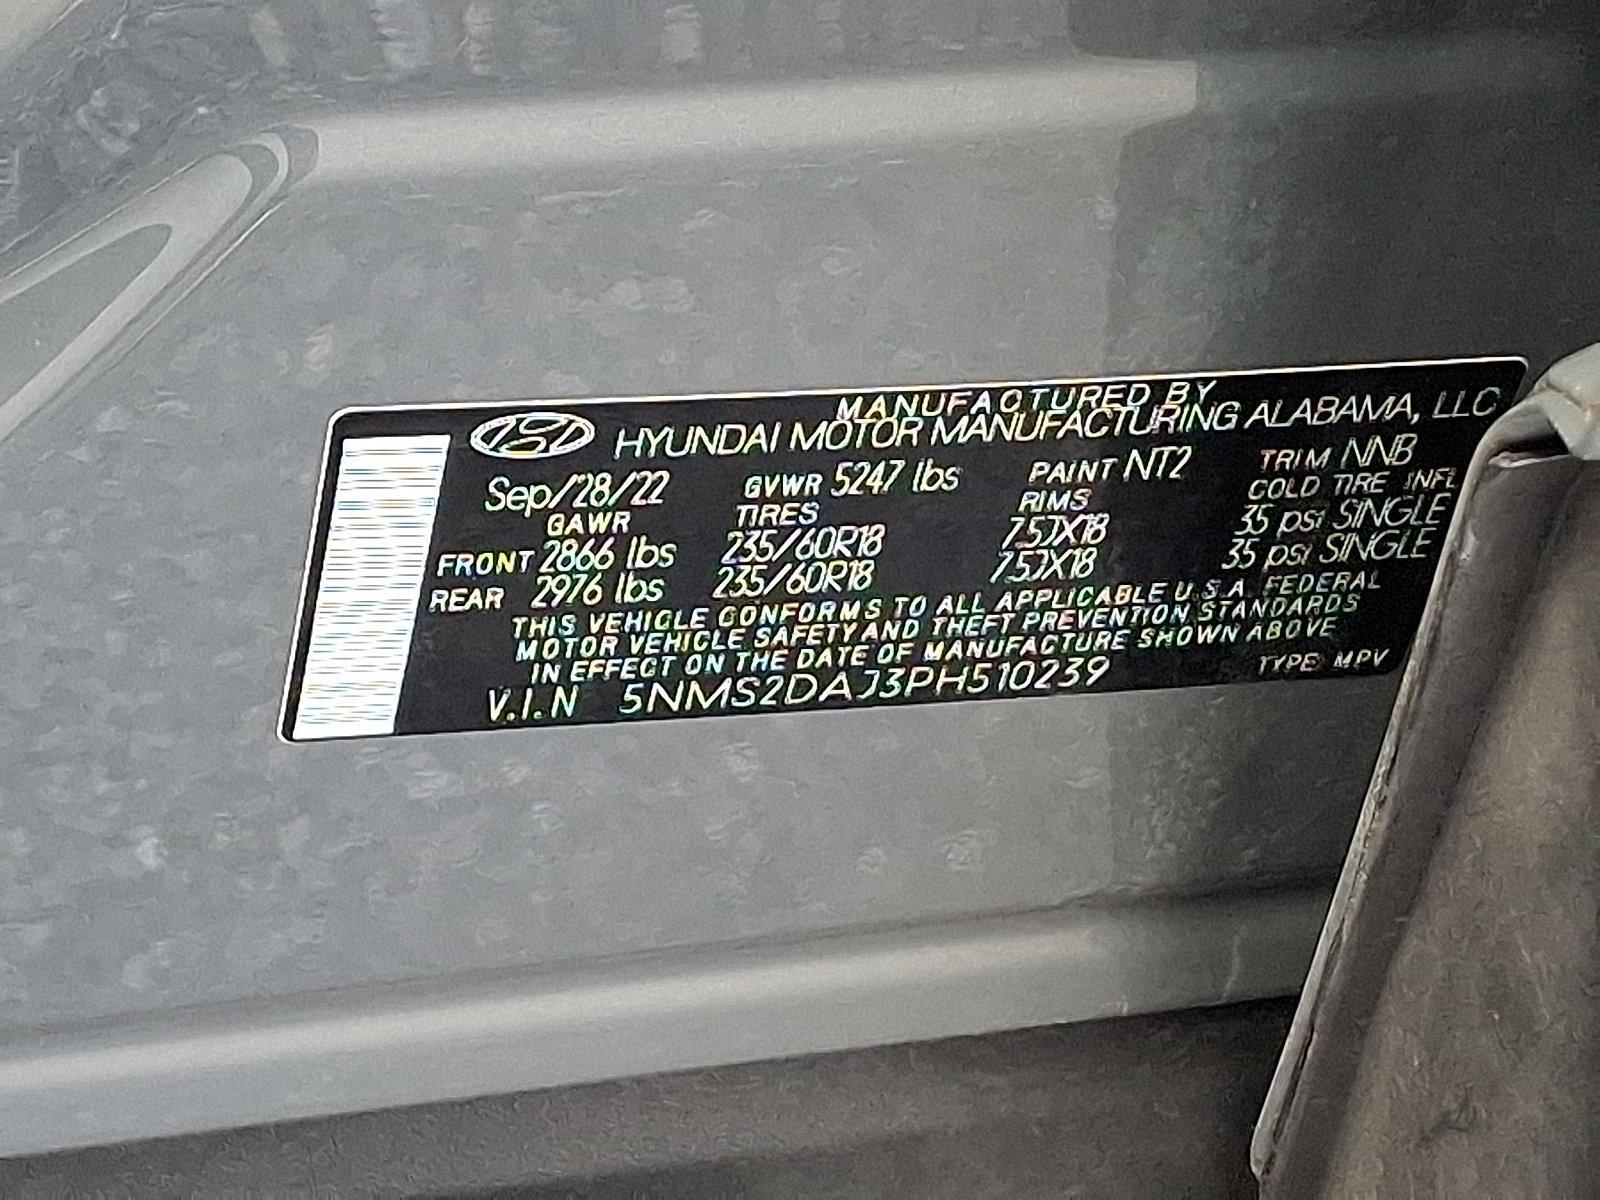 MANUFACTURED BY
HYUNDAI MOTOR MANUFACTURING ALABAMA, LLC
Sep/28/22 GVWR 5247 lbs PAINT NT2 TRIM NNB
GAWR TIRES RIMS COLD TIRE INFL
FRONT 2866 lbs 235/60R18 7.5JX18 35 psi SINGLE
REAR 2976 lbs 235/60R18 7.5JX18 35 psi SINGLE
THIS VEHICLE CONFORMS TO ALL APPLICABLE U.S.A. FEDERAL
MOTOR VEHICLE SAFETY AND THEFT PREVENTION STANDARDS
IN EFFECT ON THE DATE OF MANUFACTURE SHOWN ABOVE
V.I.N 5NMS2DAJ3PH510239 TYPE: MPV